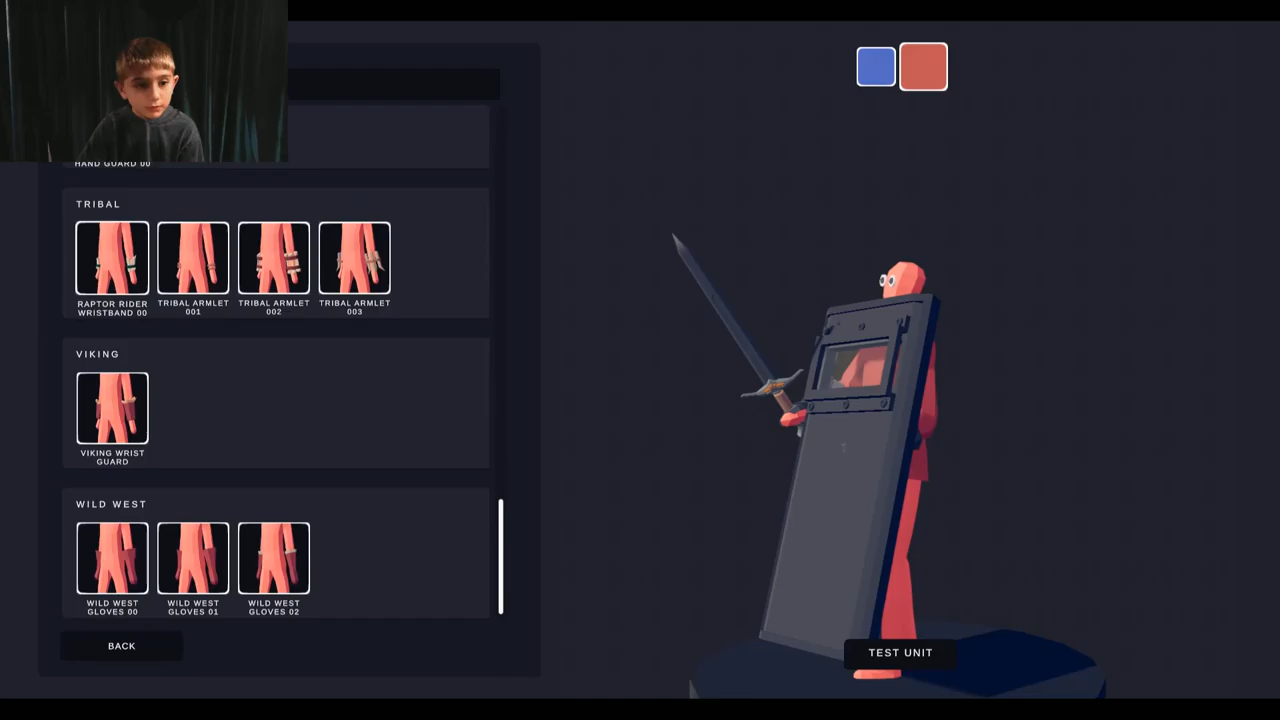 HAND GUARD 00
TRIBAL
RAPTOR RIDER
WRISTBAND 00
TRIBAL ARMLET
001
TRIBAL ARMLET
002
TRIBAL ARMLET
003
VIKING
VIKING WRIST
GUARD
WILD WEST
WILD WEST
GLOVES 00
WILD WEST
GLOVES 01
WILD WEST
GLOVES 02
BACK
TEST UNIT